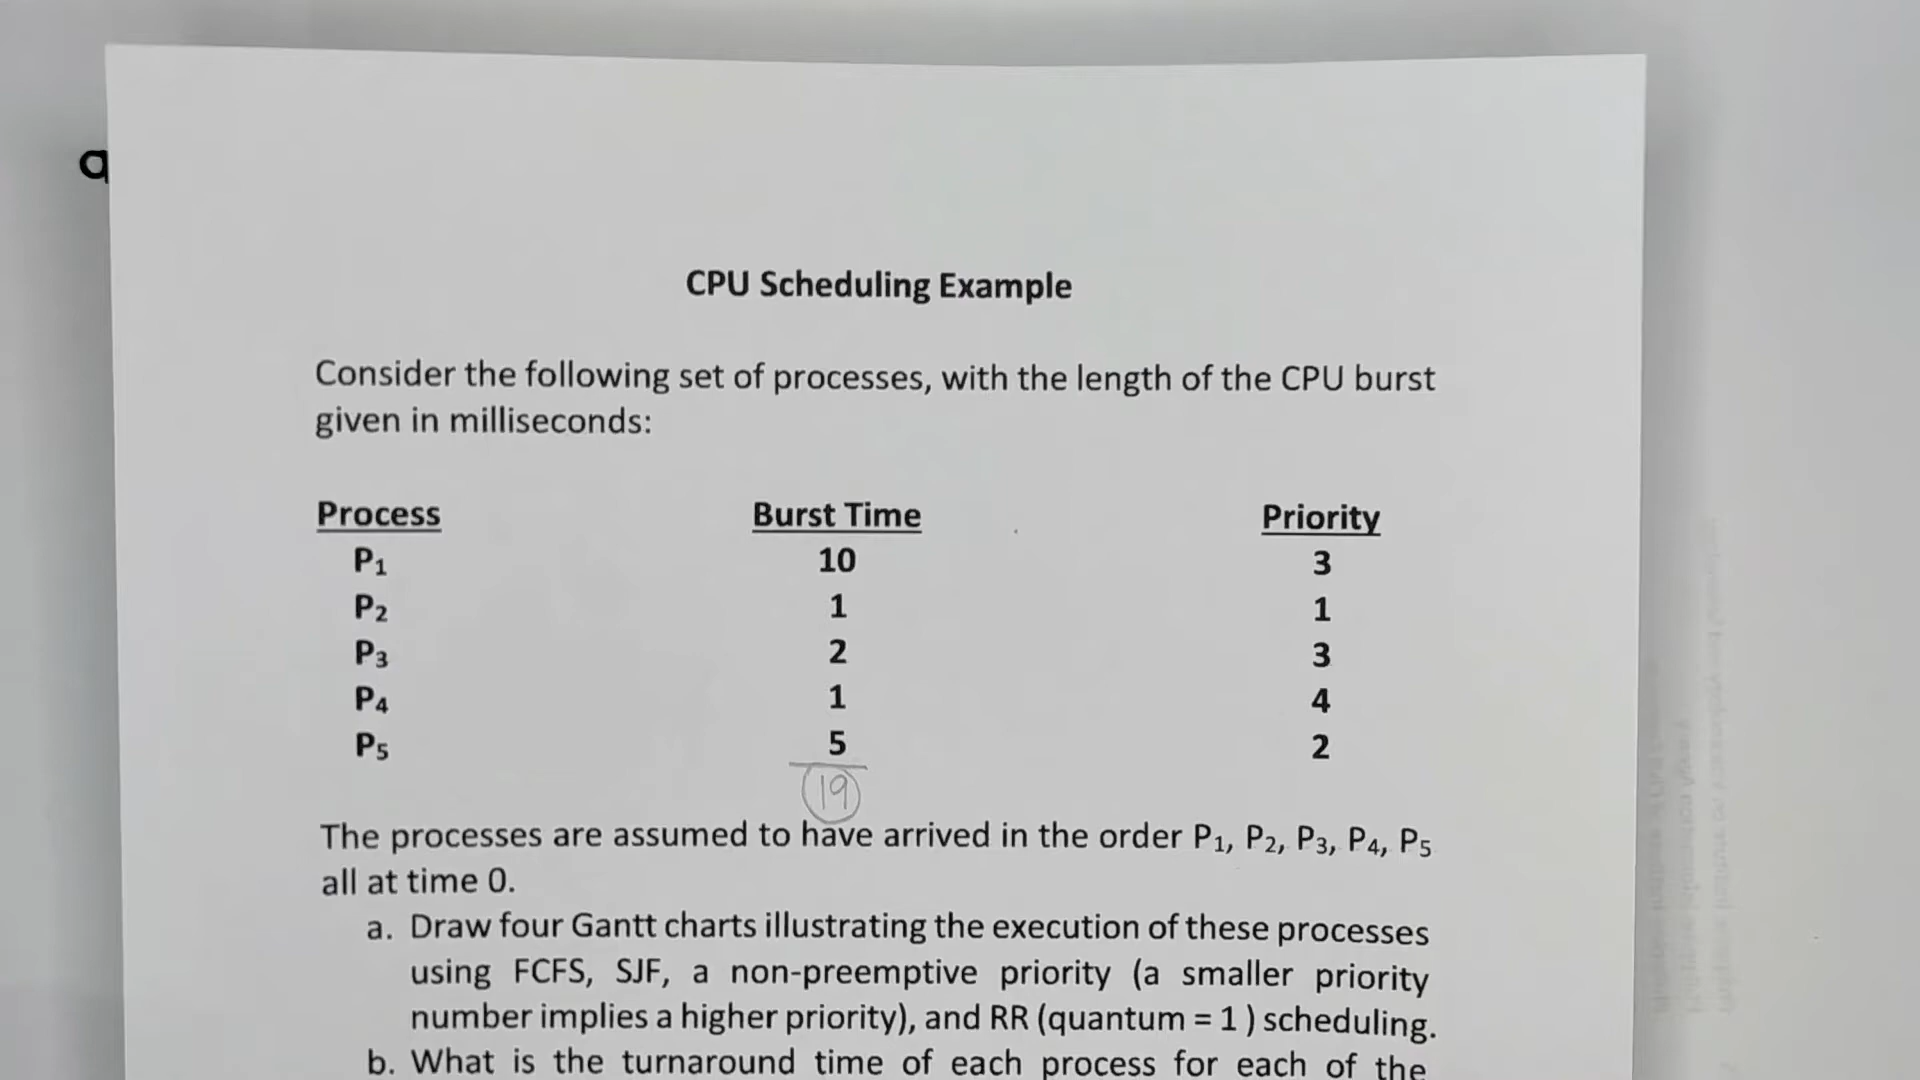 q
CPU Scheduling Example
Consider the following set of processes, with the length of the CPU burst
given in milliseconds:
Process Burst Time Priority
P1 10 3
P2 1 1
P3 2 3
P4 1 4
P5 5 2
19
The processes are assumed to have arrived in the order P1, P2, P3, P4, P5
all at time 0.
a. Draw four Gantt charts illustrating the execution of these processes
using FCFS, SJF, a non-preemptive priority (a smaller priority
number implies a higher priority), and RR (quantum = 1 ) scheduling.
b. What is the turnaround time of each process for each of the